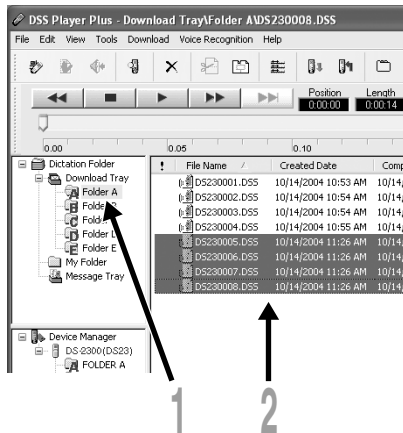 DSS Player Plus - Download Tray\Folder A\DS230008.DSS
File Edit View Tools Download Voice Recognition Help
Position Length
0:00:00 0:00:14
0.00 0.05 0.10
Dictation Folder
Download Tray
Folder A
Folder E
My Folder
Message Tray
! File Name Created Date
DS230001.DSS 10/14/2004 10:53 AM 10/14
DS230002.DSS 10/14/2004 10:54 AM 10/14
DS230003.DSS 10/14/2004 10:54 AM 10/14
DS230004.DSS 10/14/2004 10:55 AM 10/14
DS230005.DSS 10/14/2004 11:26 AM 10/14
DS230006.DSS 10/14/2004 11:26 AM 10/14
DS230007.DSS 10/14/2004 11:26 AM 10/14
DS230008.DSS 10/14/2004 11:26 AM 10/14
Device Manager
DS-2300(DS23)
FOLDER A
1 2